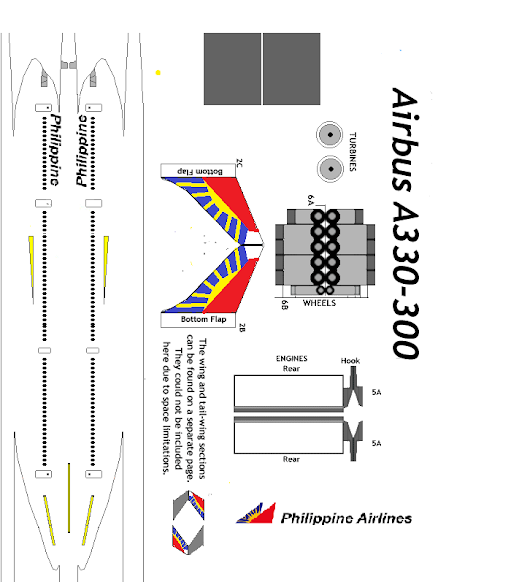 Airbus A330-300
Philippine
Philippine
2C
Bottom Flap
TURBINES
6A
6B
WHEELS
Bottom Flap
2B
The wing and tail-wing sections
can be found on a separate page.
They could not be included
here due to space limitations.
ENGINES
Rear
Hook
5A
5A
Rear
Philippine Airlines